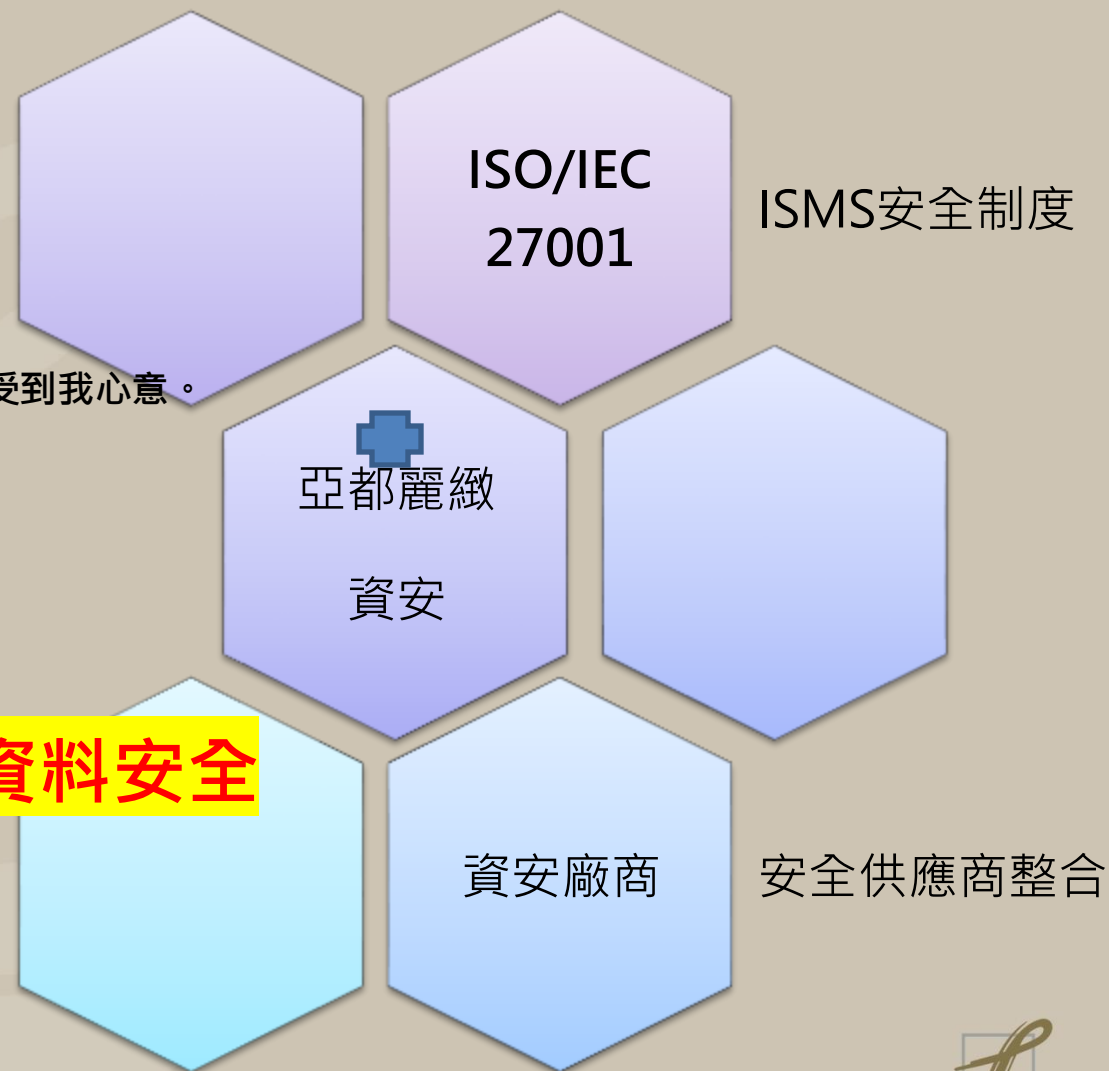 ISO/IEC
27001
ISMS安全制度
受到我心意。
亞都麗緻
資安
資料安全
資安廠商
安全供應商整合